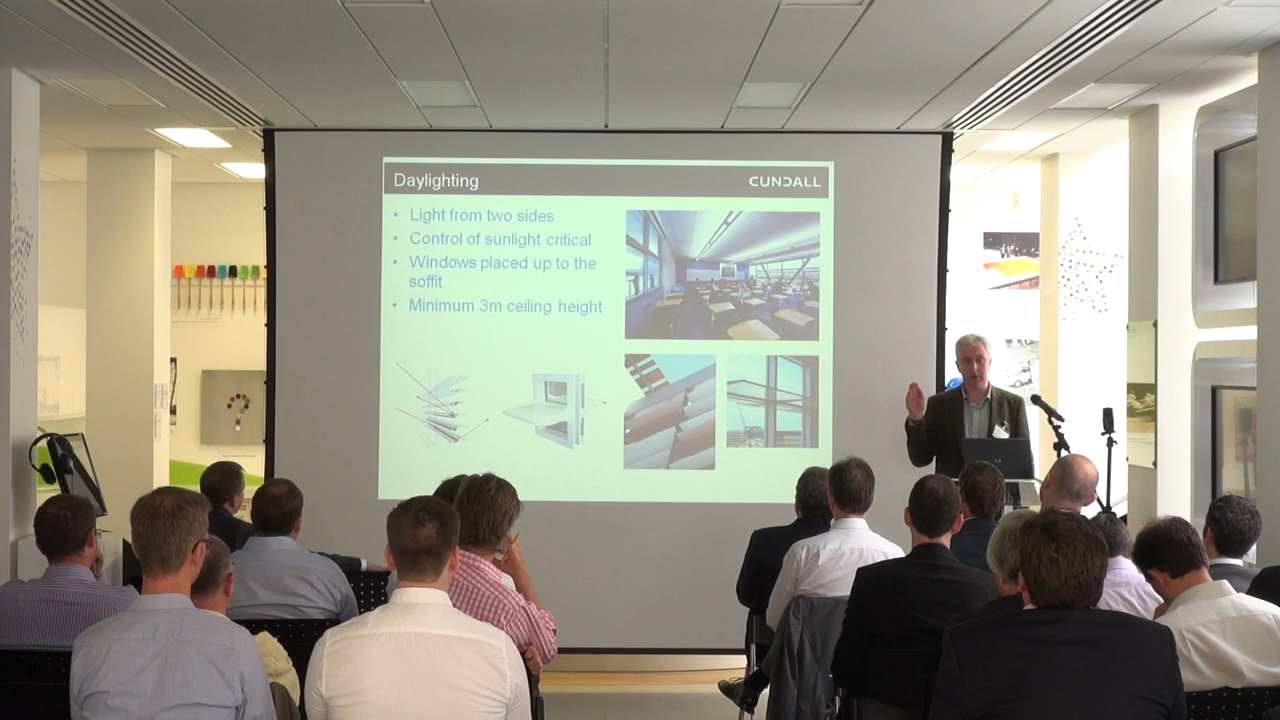 Daylighting
CUNDALL
• Light from two sides
• Control of sunlight critical
• Windows placed up to the
soffit
• Minimum 3m ceiling height